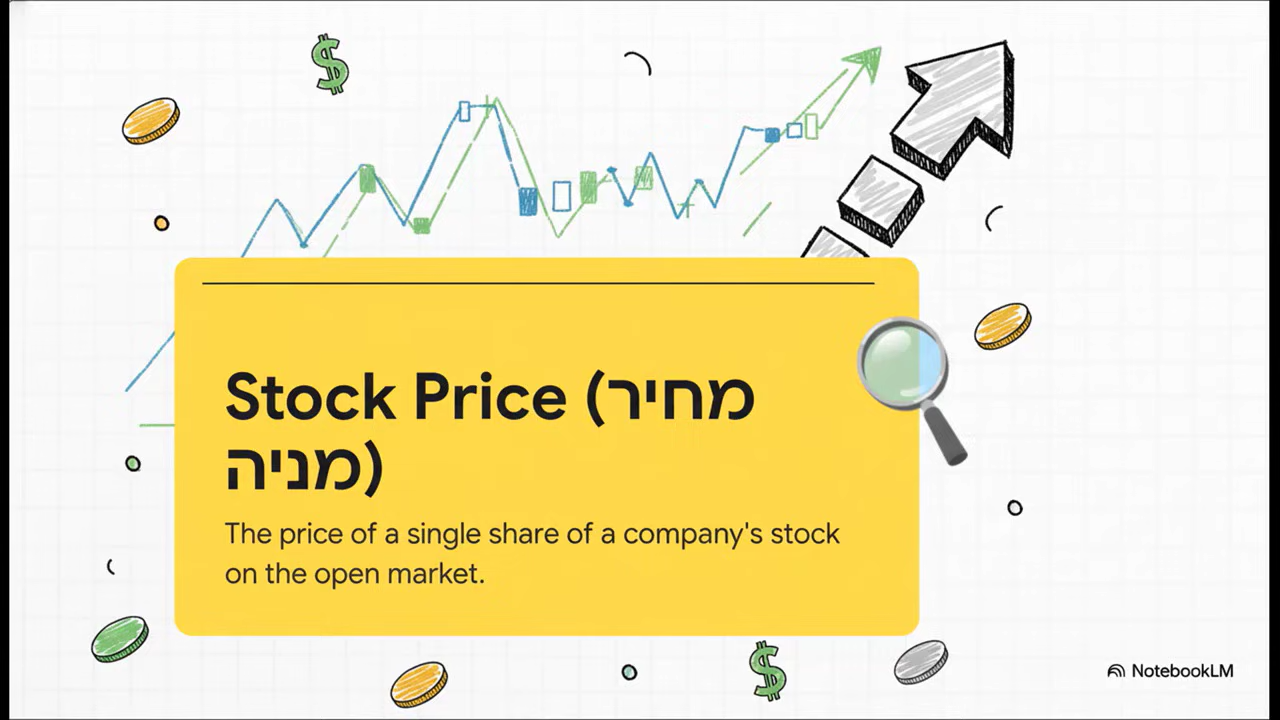 Stock Price (מחיר
מניה)
The price of a single share of a company's stock
on the open market.
NotebookLM